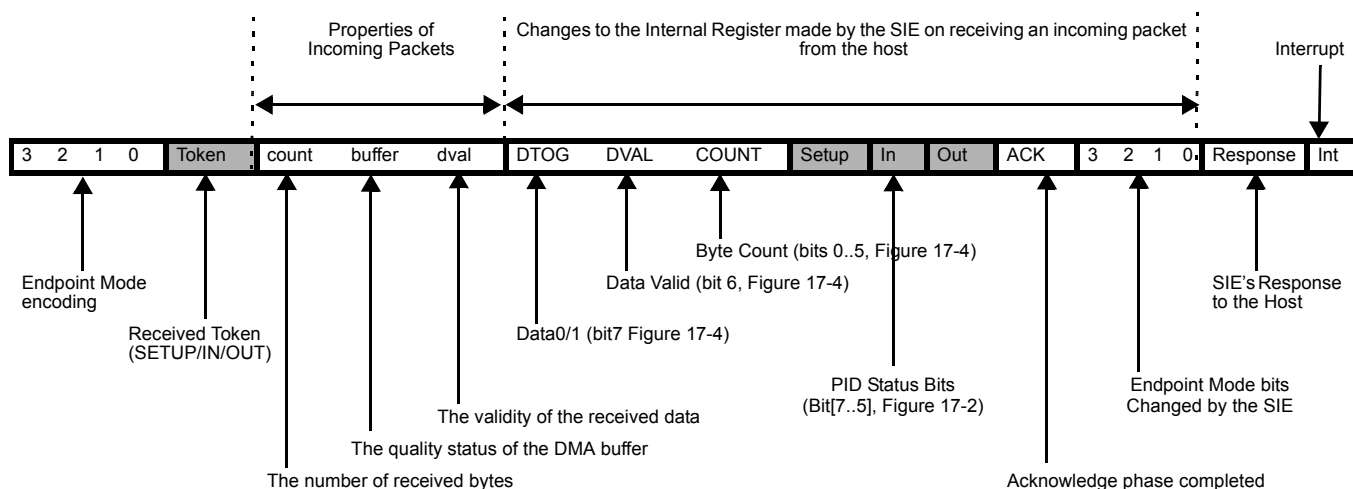 Properties of
Incoming Packets
Changes to the Internal Register made by the SIE on receiving an incoming packet
from the host
Interrupt
3 2 1 0 Token count buffer dval DTOG DVAL COUNT Setup In Out ACK 3 2 1 0 Response Int
Byte Count (bits 0..5, Figure 17-4)
Endpoint Mode
encoding
Data Valid (bit 6, Figure 17-4)
SIE's Response
to the Host
Received Token
(SETUP/IN/OUT)
Data0/1 (bit7 Figure 17-4)
PID Status Bits
(Bit[7..5], Figure 17-2)
Endpoint Mode bits
Changed by the SIE
The validity of the received data
The quality status of the DMA buffer
The number of received bytes
Acknowledge phase completed